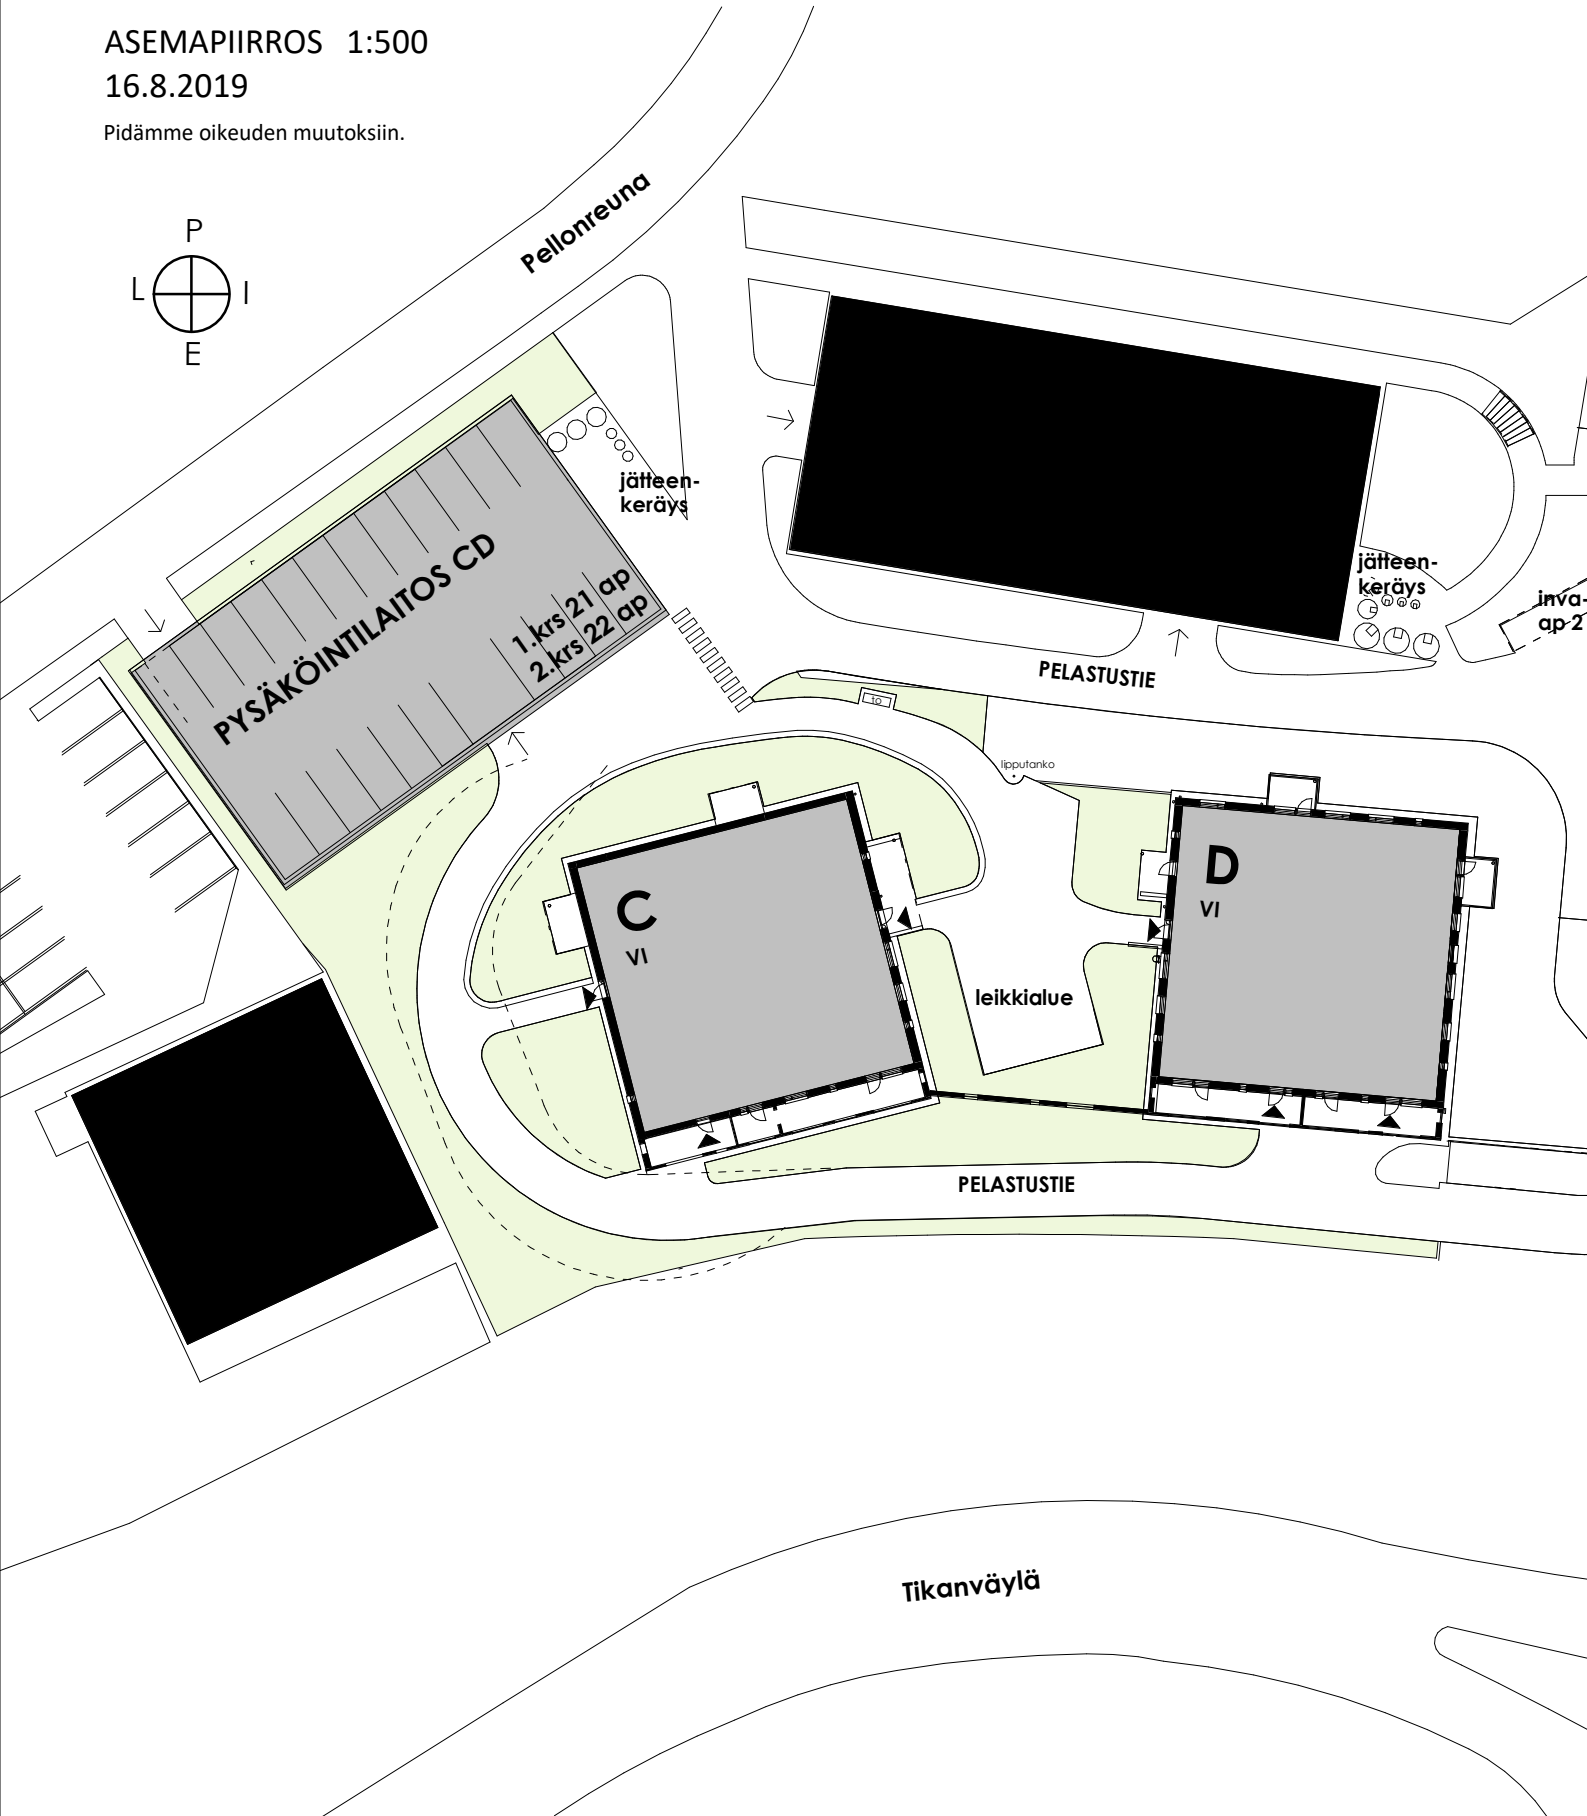 ASEMAPIIRROS 1:500
16.8.2019
Pidämme oikeuden muutoksiin.
P
L I
E
Pellonreuna
jätteen-
keräys
PYSÄKÖINTILAITOS CD
1.krs 21 ap
2.krs 22 ap
jätteen-
keräys
inva-
ap 2
PELASTUSTIE
to
lipputanko
C
VI
D
VI
leikkialue
PELASTUSTIE
Tikanväylä